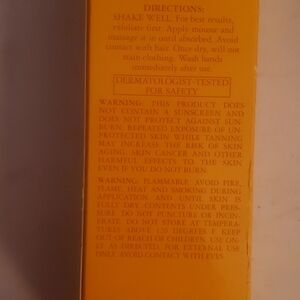 DIRECTIONS:
SHAKE WELL. For best results,
exfoliate first. Apply mousse and
massage in until absorbed. Avoid
contact with hair. Once dry, will not
stain clothing. Wash hands
immediately after use.
DERMATOLOGIST-TESTED
FOR SAFETY
WARNING: THIS PRODUCT DOES
NOT CONTAIN A SUNSCREEN AND
DOES NOT PROTECT AGAINST SUN-
BURN. REPEATED EXPOSURE OF UN-
PROTECTED SKIN WHILE TANNING
MAY INCREASE THE RISK OF SKIN
AGING, SKIN CANCER AND OTHER
HARMFUL EFFECTS TO THE SKIN
EVEN IF YOU DO NOT BURN.
WARNING: FLAMMABLE. AVOID FIRE,
FLAME, HEAT AND SMOKING DURING
APPLICATION AND UNTIL SKIN IS
FULLY DRY. CONTENTS UNDER PRES-
SURE. DO NOT PUNCTURE OR INCIN-
ERATE. DO NOT STORE AT TEMPERA-
TURES ABOVE 120 DEGREES F. KEEP
OUT OF REACH OF CHILDREN. USE ON-
LY AS DIRECTED. FOR EXTERNAL USE
ONLY. AVOID CONTACT WITH EYES.